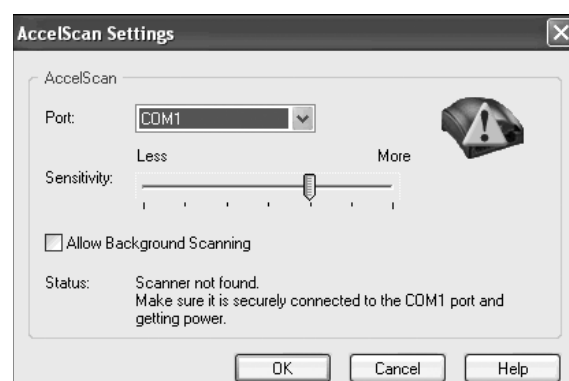 AccelScan Settings
AccelScan
Port: COM1
Less More
Sensitivity:
Allow Background Scanning
Status: Scanner not found.
Make sure it is securely connected to the COM1 port and
getting power.
OK Cancel Help